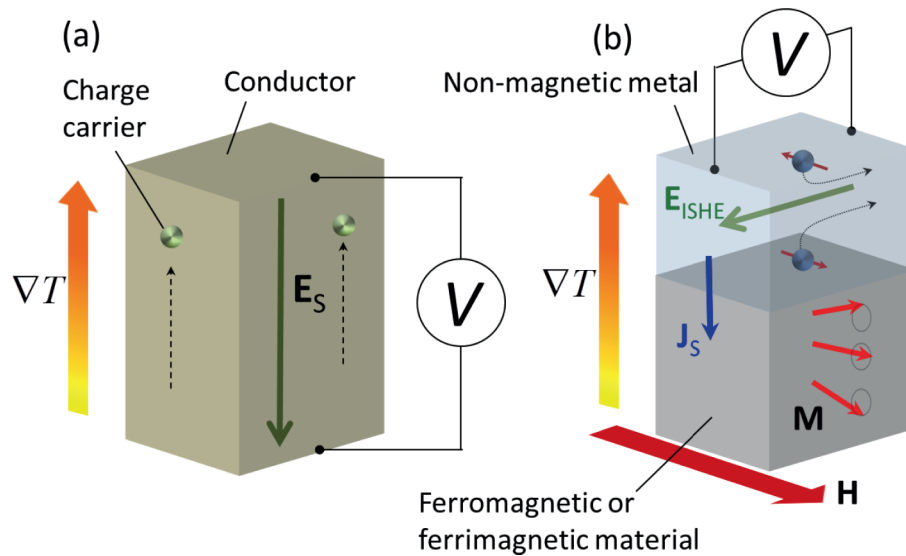 (a)
Conductor
Charge
carrier
∇T
E_S
V
(b)
Non-magnetic metal
V
E_ISHE
∇T
J_S
M
H
Ferromagnetic or
ferrimagnetic material